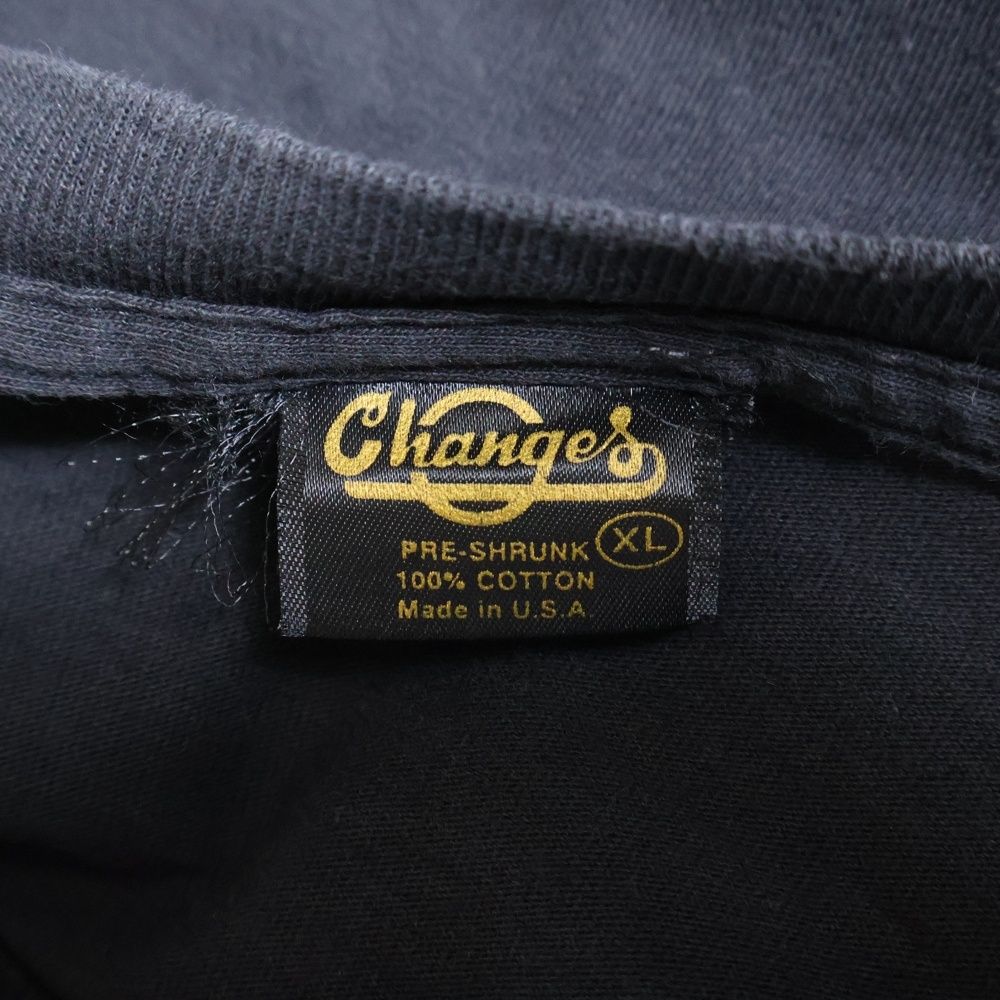 Changes
PRE-SHRUNK XL
100% COTTON
Made in U.S.A.